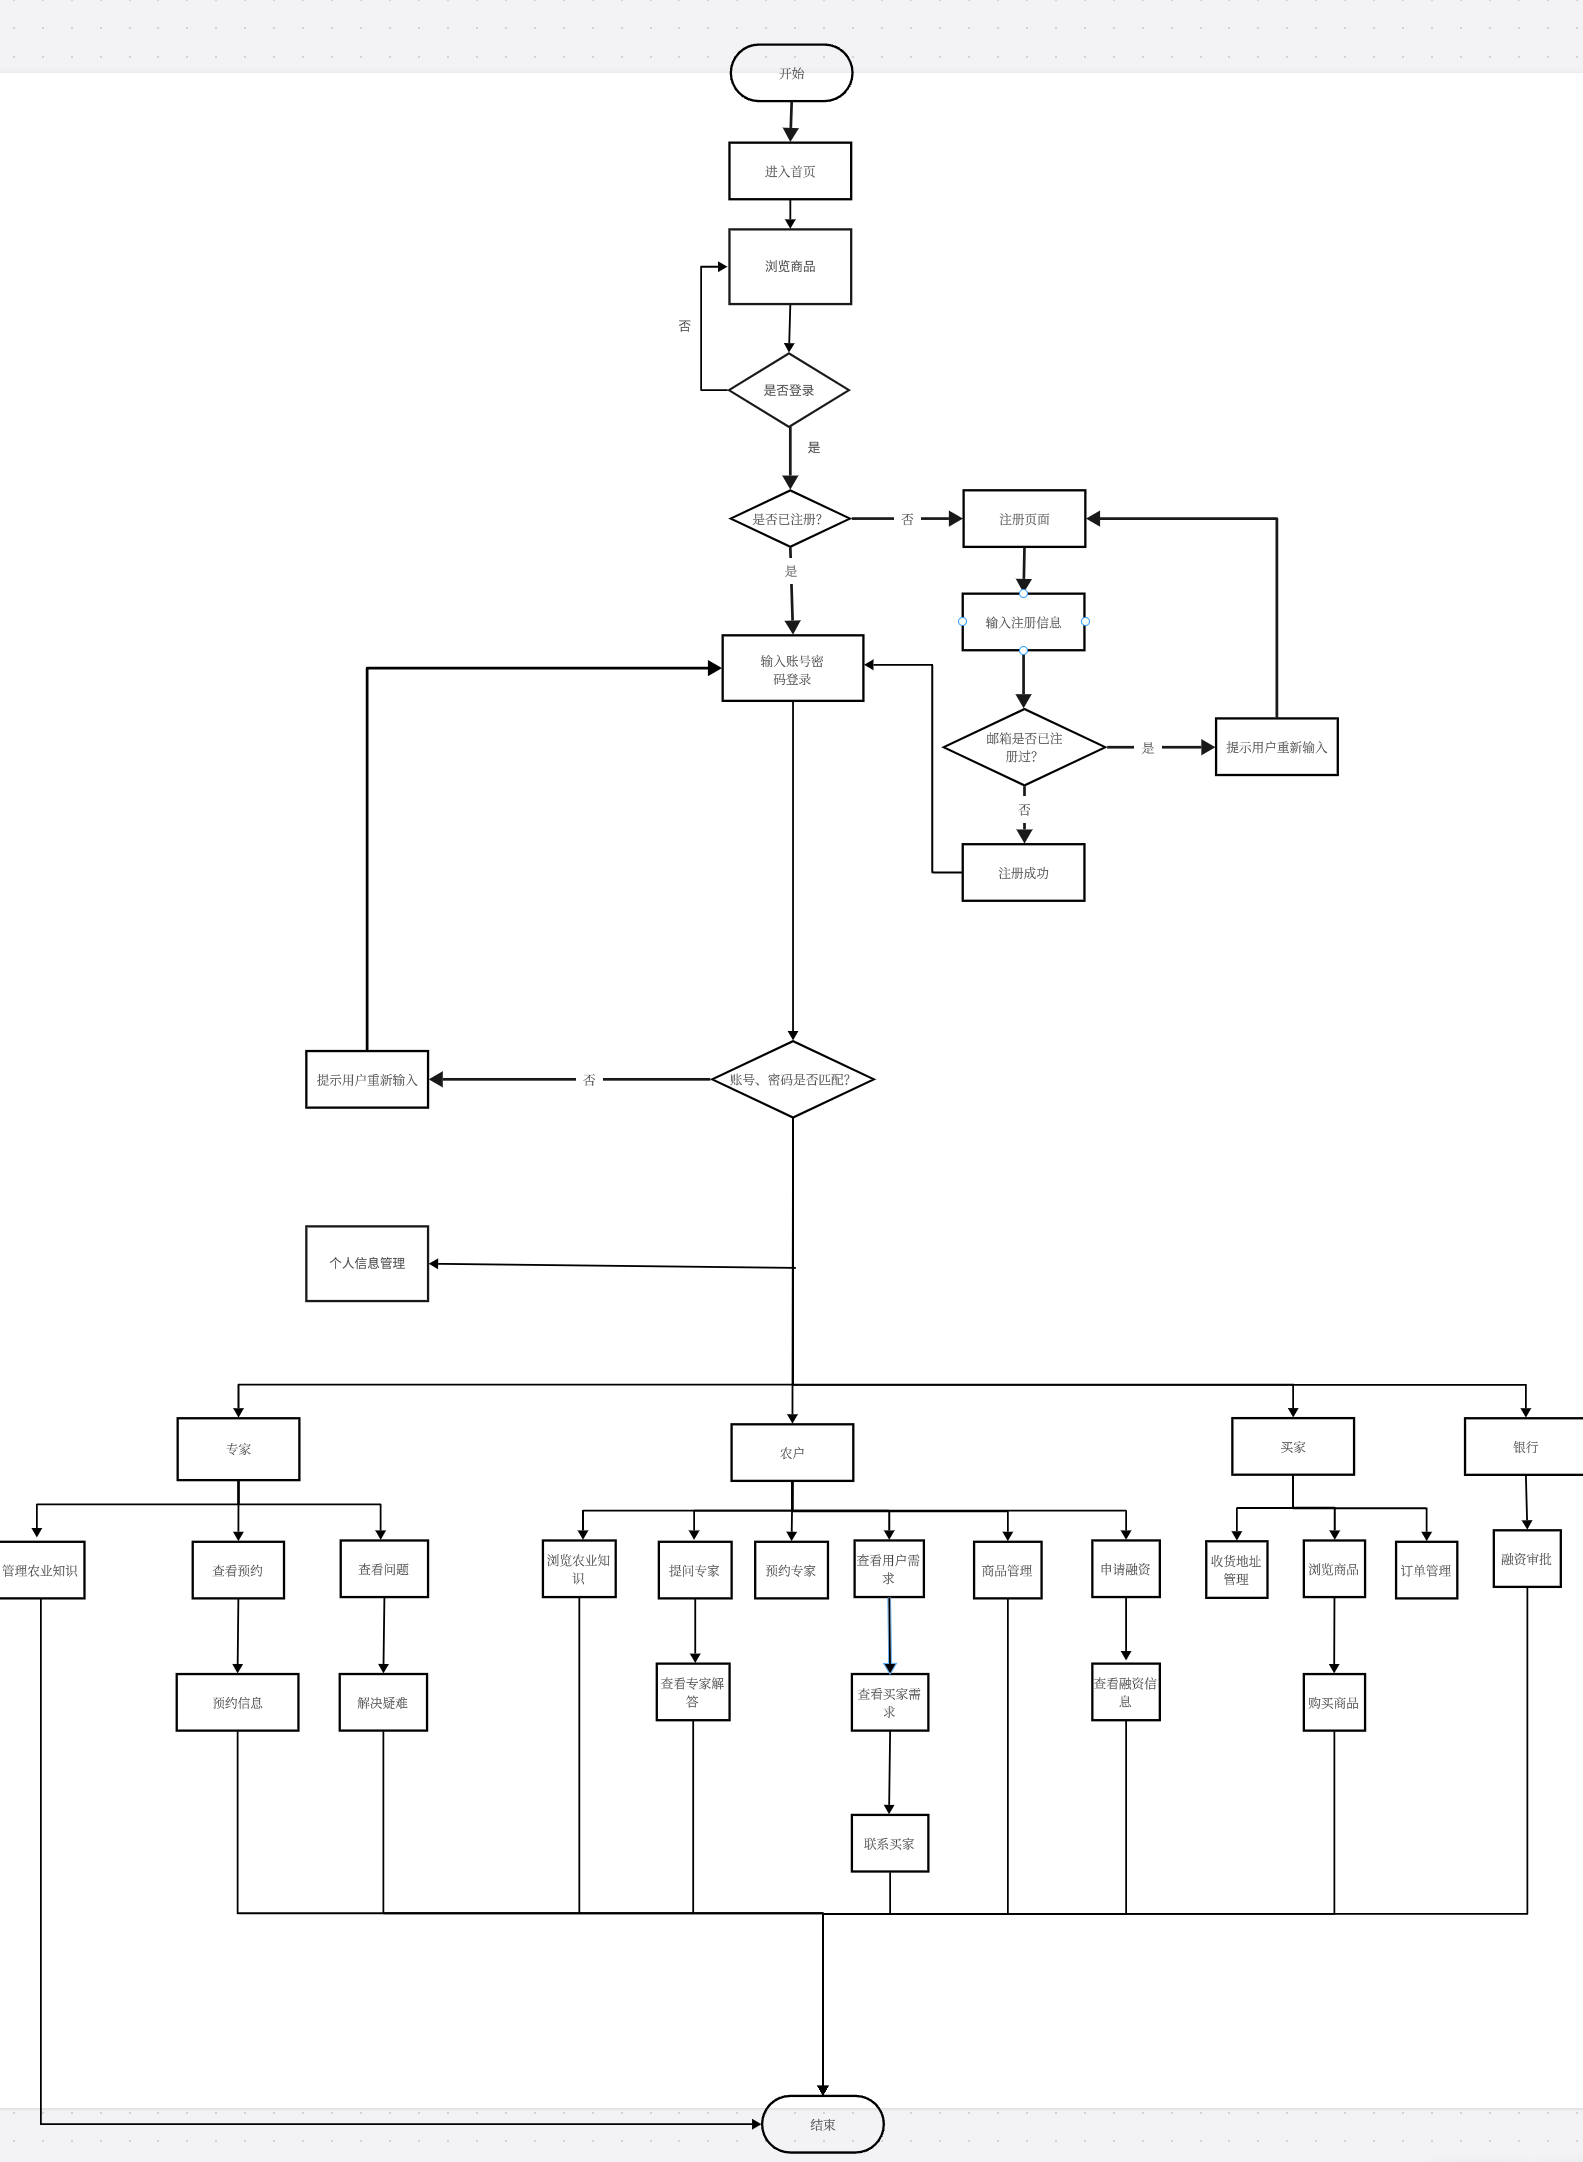 开始
进入首页
浏览商品
否
是否登录
是
是否已注册?
否
注册页面
是
输入注册信息
输入账号密
码登录
邮箱是否已注
册过?
是
提示用户重新输入
否
注册成功
提示用户重新输入
否
账号、密码是否匹配?
个人信息管理
专家
农户
买家
银行
管理农业知识
查看预约
查看问题
浏览农业知
识
提问专家
预约专家
查看用户需
求
商品管理
申请融资
收货地址
管理
浏览商品
订单管理
融资审批
预约信息
解决疑难
查看专家解
答
查看买家需
求
查看融资信
息
购买商品
联系买家
结束